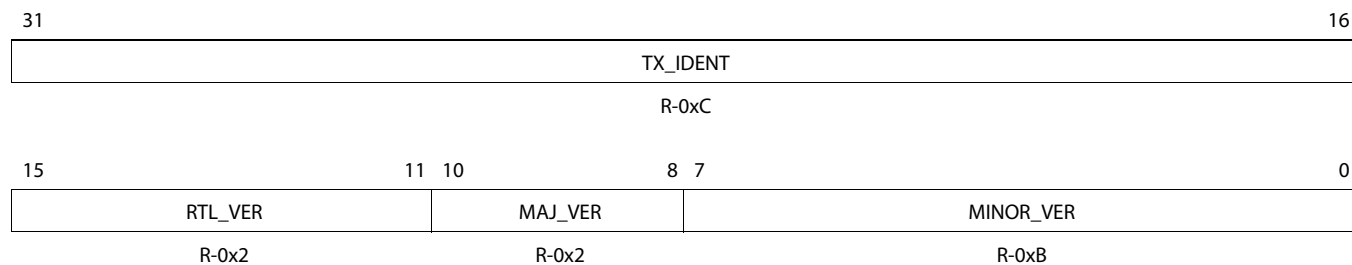 31 16
TX_IDENT
R-0xC
15 11 10 8 7 0
RTL_VER MAJ_VER MINOR_VER
R-0x2 R-0x2 R-0xB